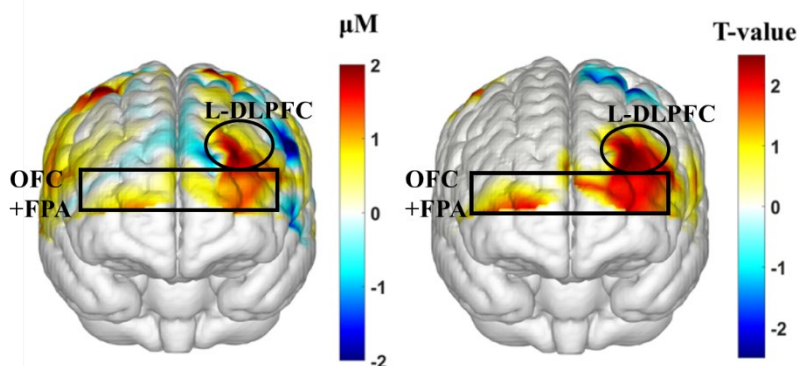 μM
2
1
0
-1
-2
L-DLPFC
OFC
+FPA
T-value
2
1
0
-1
-2
L-DLPFC
OFC
+FPA